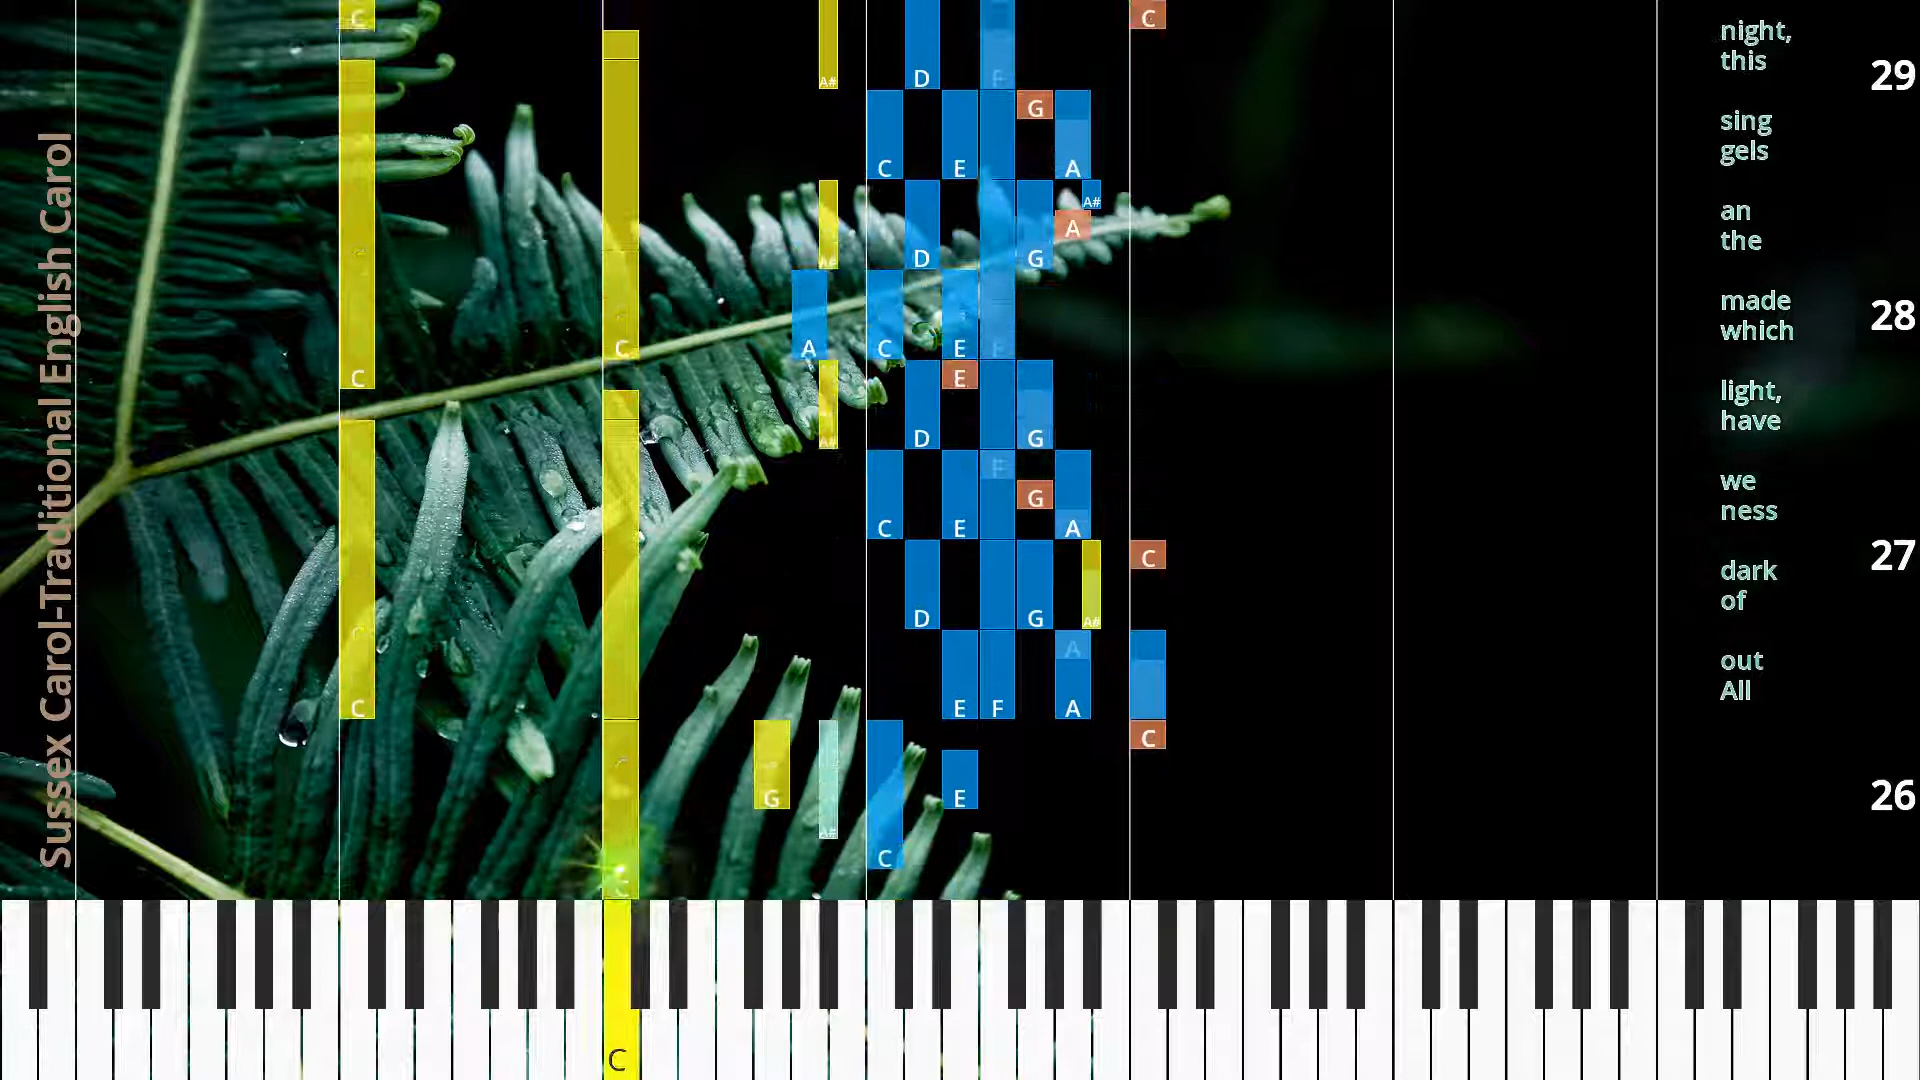 Sussex Carol-Traditional English Carol
night,
this
29
sing
gels
an
the
made
which
28
light,
have
we
ness
dark
of
27
out
All
26
C C
A# D F
G
C E A
A#
A
A# D G
C A C E F
C
E
A# D G
F
G
C E A
C
D G A#
A
C E F A
C
G E
A#
C
C